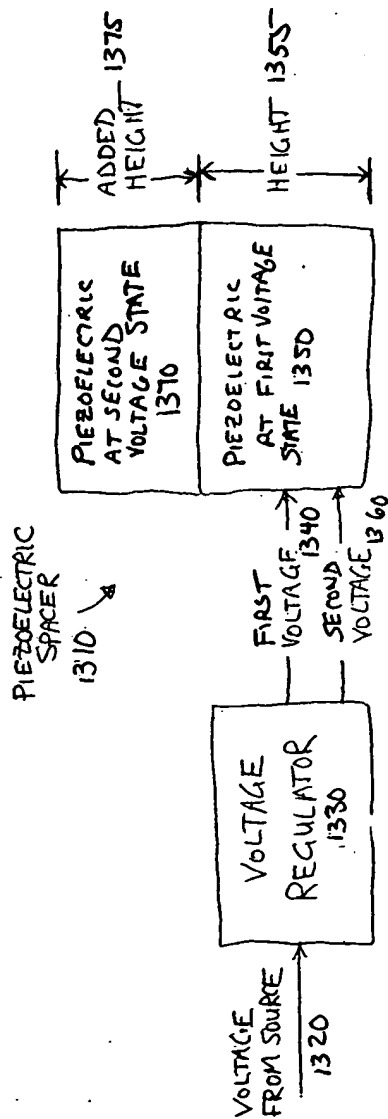 PIEZOELECTRIC
SPACER
1310
VOLTAGE
FROM SOURCE
1320
VOLTAGE
REGULATOR
1330
FIRST
VOLTAGE
1340
SECOND
VOLTAGE
1360
PIEZOELECTRIC
AT SECOND
VOLTAGE STATE
1370
PIEZOELECTRIC
AT FIRST VOLTAGE
STATE 1350
ADDED 1375
HEIGHT
HEIGHT 1355